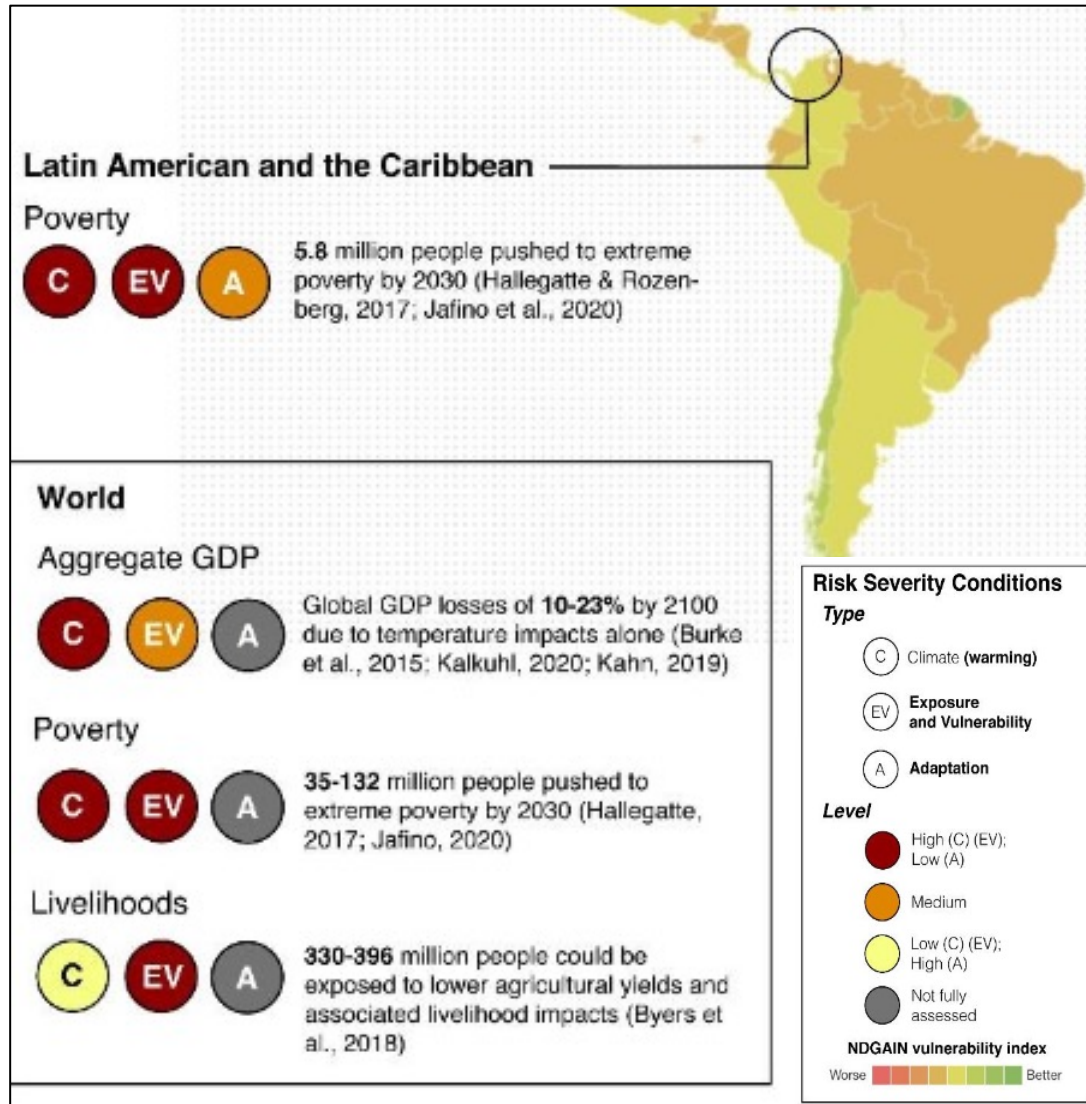 Latin American and the Caribbean
Poverty
C EV A
5.8 million people pushed to extreme
poverty by 2030 (Hallegatte & Rozen-
berg, 2017; Jafino et al., 2020)
World
Aggregate GDP
C EV A
Global GDP losses of 10-23% by 2100
due to temperature impacts alone (Burke
et al., 2015; Kalkuhl, 2020; Kahn, 2019)
Poverty
C EV A
35-132 million people pushed to
extreme poverty by 2030 (Hallegatte,
2017; Jafino, 2020)
Livelihoods
C EV A
330-396 million people could be
exposed to lower agricultural yields and
associated livelihood impacts (Byers et
al., 2018)
Risk Severity Conditions
Type
C Climate (warming)
EV Exposure
and Vulnerability
A Adaptation
Level
High (C) (EV);
Low (A)
Medium
Low (C) (EV);
High (A)
Not fully
assessed
NDGAIN vulnerability index
Worse Better